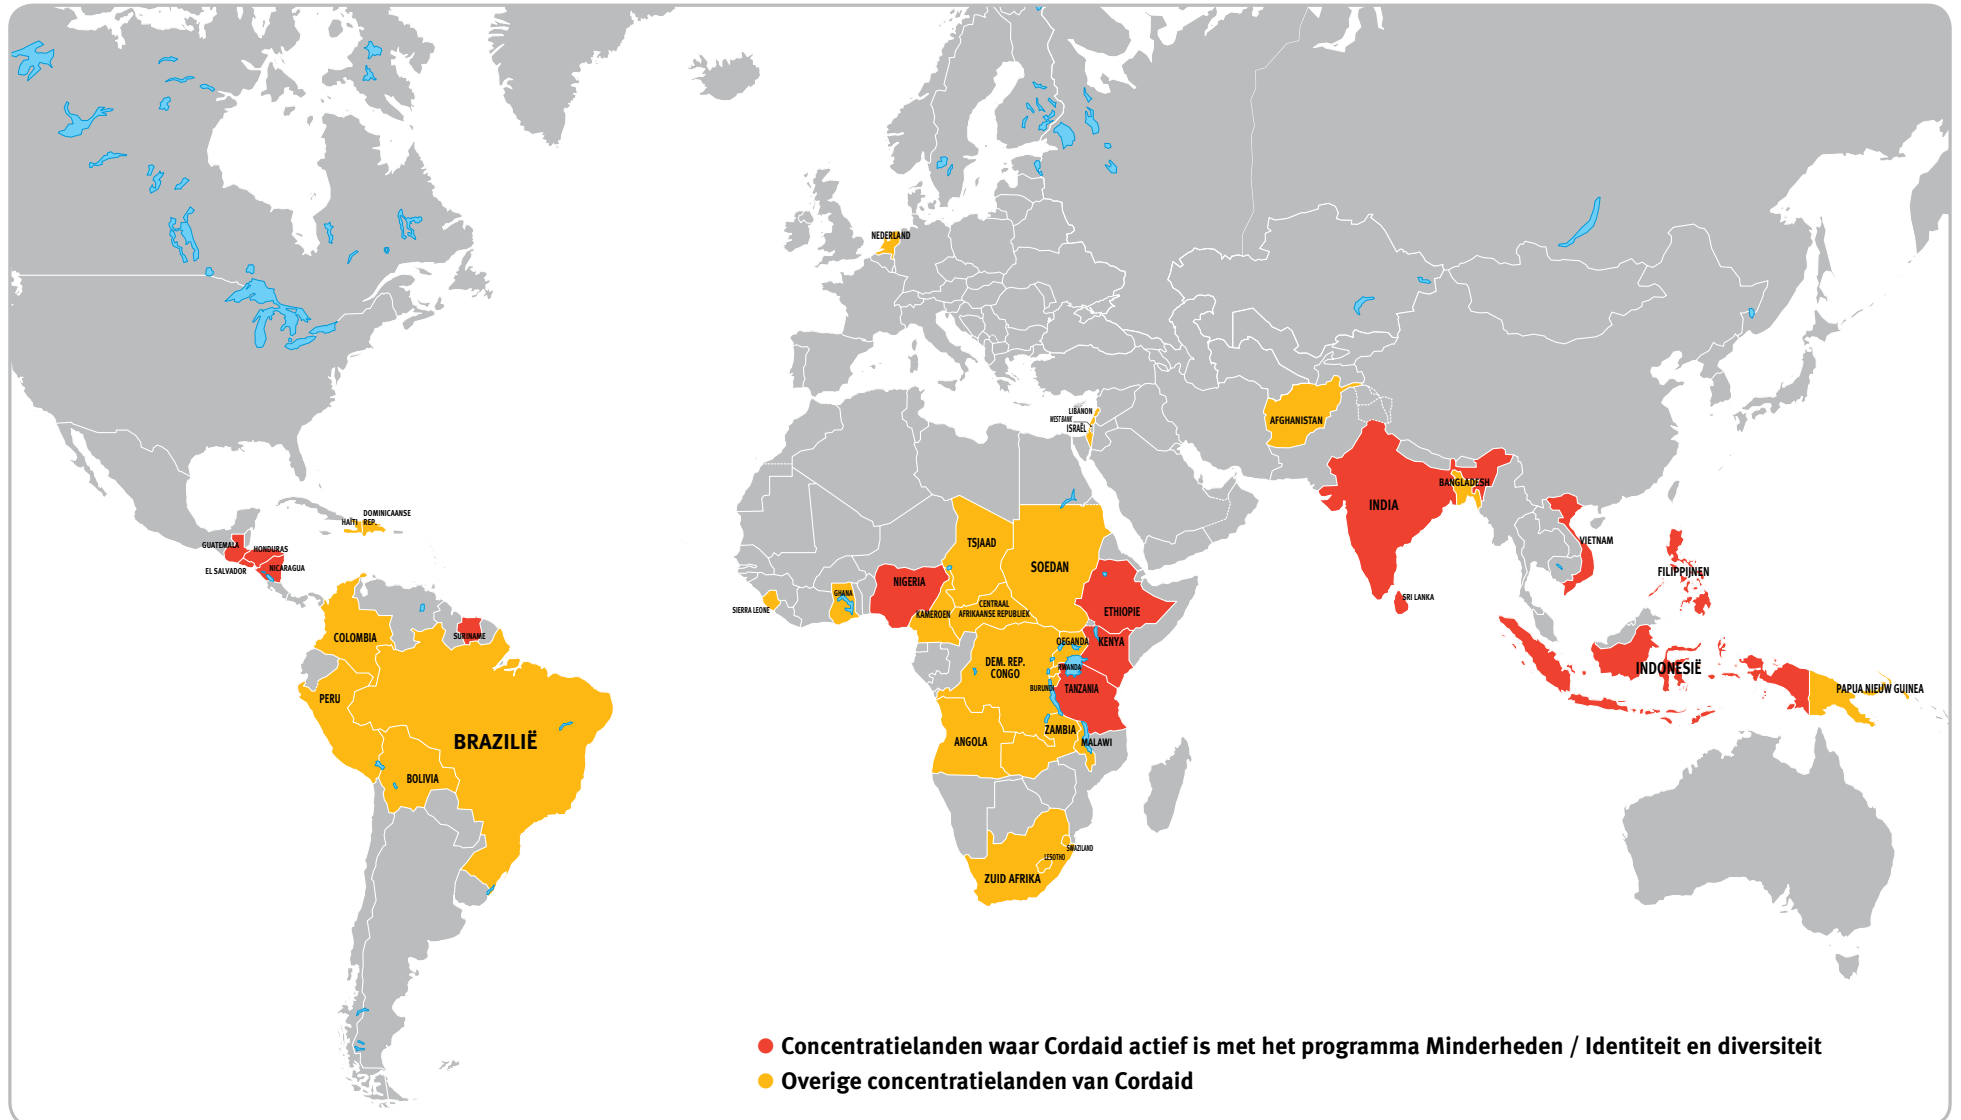 NEDERLAND
LIBANON
WESTBANK
ISRAËL
AFGHANISTAN
BANGLADESH
INDIA
DOMINICAANSE
HAÏTI REP.
GUATEMALA
HONDURAS
EL SALVADOR
NICARAGUA
TSJAAD
SOEDAN
NIGERIA
GHANA
SIERRA LEONE
KAMEROEN
CENTRAAL
AFRIKAANSE REPUBLIEK
ETHIOPIE
VIETNAM
FILIPPIJNEN
SRI LANKA
COLOMBIA
SURINAME
OEGANDA
KENYA
DEM. REP.
CONGO
RWANDA
BURUNDI
TANZANIA
INDONESIË
PAPUA NIEUW GUINEA
PERU
BRAZILIË
BOLIVIA
ANGOLA
ZAMBIA
MALAWI
SWAZILAND
LESOTHO
ZUID AFRIKA
Concentratielanden waar Cordaid actief is met het programma Minderheden / Identiteit en diversiteit
Overige concentratielanden van Cordaid